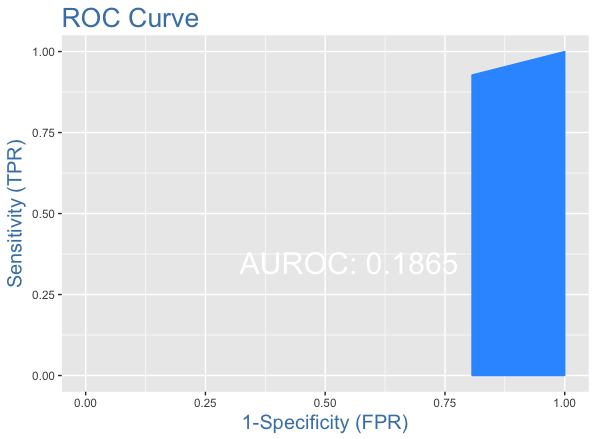 ROC Curve
1.00
0.75
0.50
0.25
0.00
Sensitivity (TPR)
AUROC: 0.1865
0.00 0.25 0.50 0.75 1.00
1-Specificity (FPR)